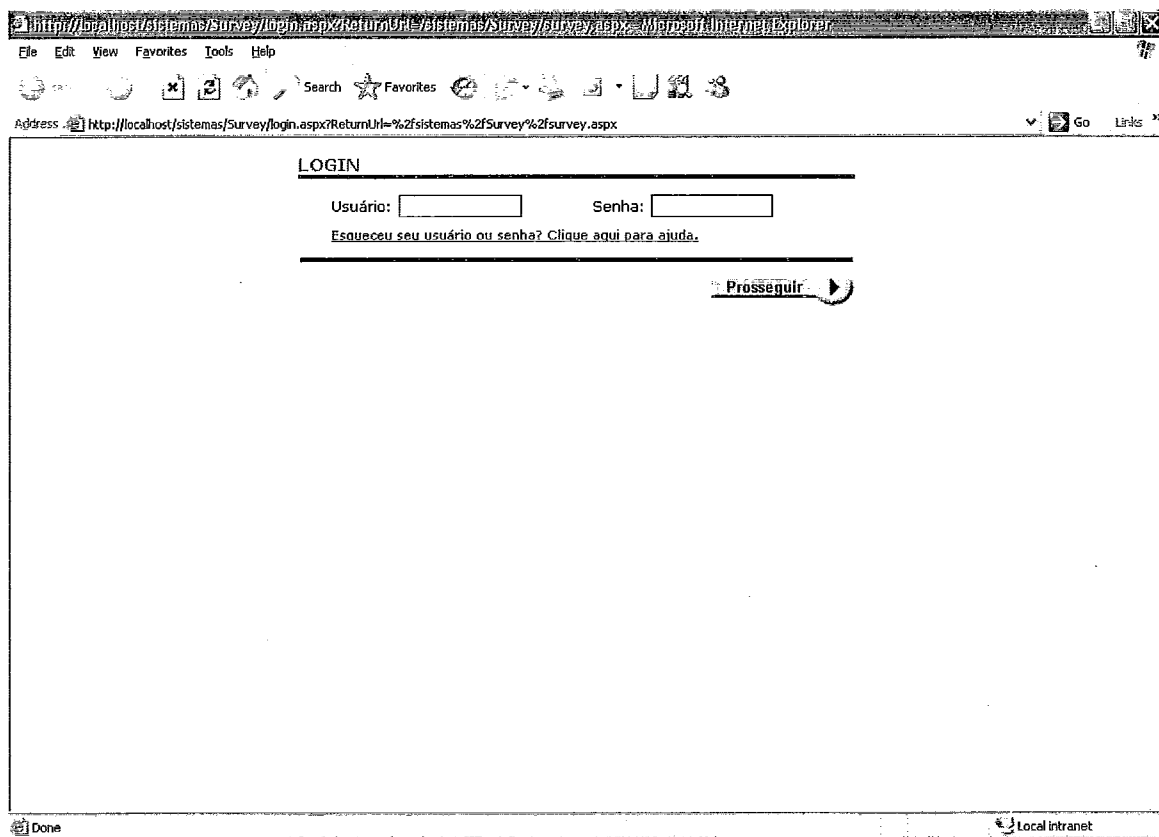 http://localhost/sistemas/Survey/login.aspx?ReturnUrl=/sistemas/Survey/survey.aspx - Microsoft Internet Explorer
File Edit View Favorites Tools Help
Search Favorites
Address http://localhost/sistemas/Survey/login.aspx?ReturnUrl=%2fsistemas%2fSurvey%2fsurvey.aspx Go Links »
LOGIN
Usuário: Senha:
Esqueceu seu usuário ou senha? Clique aqui para ajuda.
Prosseguir
Done Local intranet